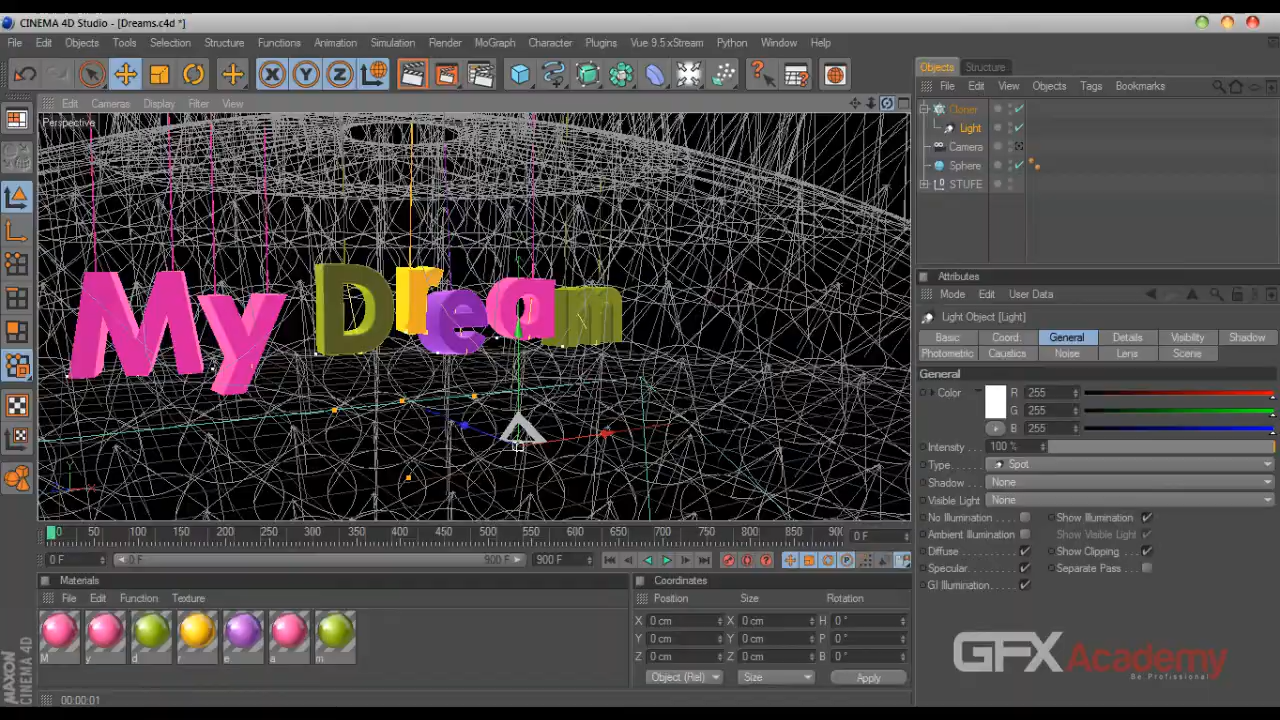 CINEMA 4D Studio - [Dreams.c4d *]
File Edit Objects Tools Selection Structure Functions Animation Simulation Render MoGraph Character Plugins Vue 9.5 xStream Python Window Help
X Y Z
Objects Structure
File Edit View Objects Tags Bookmarks
Edit Cameras Display Filter View
Perspective
Cloner
Light
Camera
Sphere
STUFE
My Dream
Attributes
Mode Edit User Data
Light Object [Light]
Basic Coord. General Details Visibility Shadow
Photometric Caustics Noise Lens Scene
General
Color R 255
G 255
B 255
Intensity 100 %
Type Spot
Shadow None
Visible Light None
No Illumination Show Illumination
Ambient Illumination Show Visible Light
Diffuse Show Clipping
Specular Separate Pass
GI Illumination
0 50 100 150 200 250 300 350 400 450 500 550 600 650 700 750 800 850 900 0 F
0 F 0 F 900 F 900 F
Materials
File Edit Function Texture
M y d r e a m
Coordinates
Position Size Rotation
X 0 cm X 0 cm H 0 °
Y 0 cm Y 0 cm P 0 °
Z 0 cm Z 0 cm B 0 °
Object (Rel) Size Apply
GFXAcademy
Be Professional
MAXON
CINEMA 4D
00:00:01